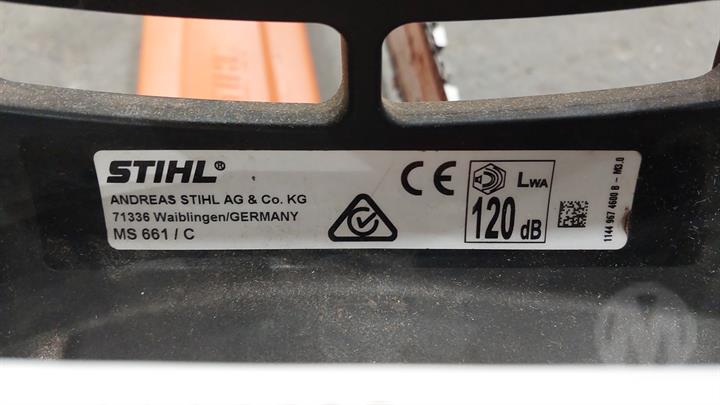 STIHL®
ANDREAS STIHL AG & Co. KG
71336 Waiblingen/GERMANY
MS 661 / C
CE
LWA
120 dB
1144 967 4600 B - M3.0
M